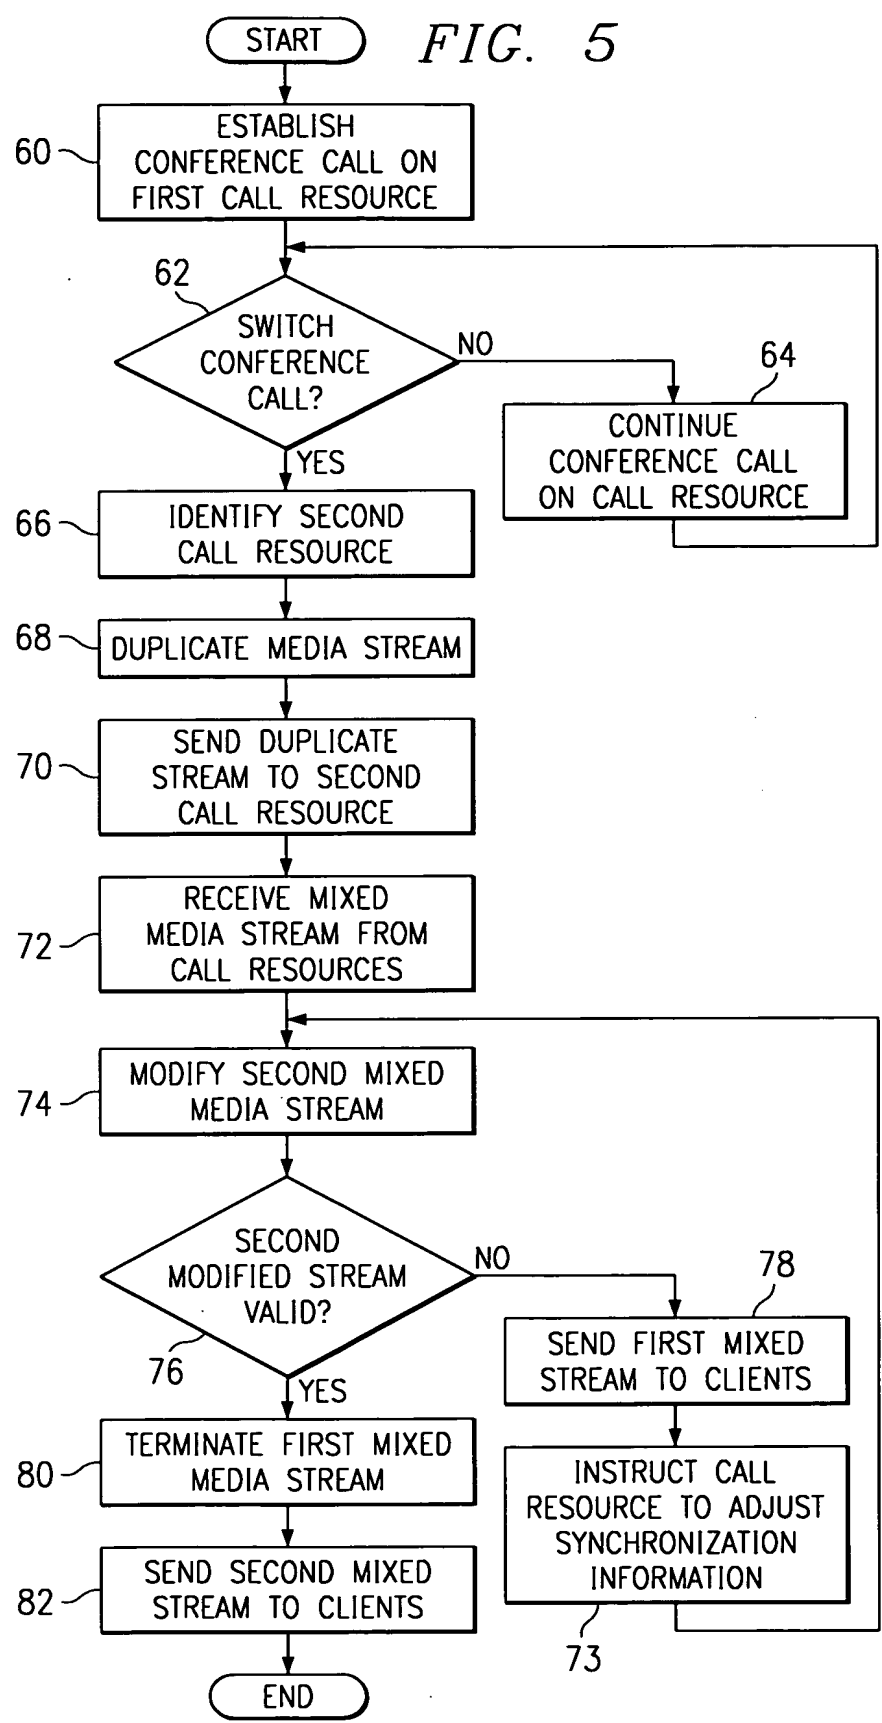 START
FIG. 5
60
ESTABLISH
CONFERENCE CALL ON
FIRST CALL RESOURCE
62
SWITCH
CONFERENCE
CALL?
NO
YES
64
CONTINUE
CONFERENCE CALL
ON CALL RESOURCE
66
IDENTIFY SECOND
CALL RESOURCE
68
DUPLICATE MEDIA STREAM
70
SEND DUPLICATE
STREAM TO SECOND
CALL RESOURCE
72
RECEIVE MIXED
MEDIA STREAM FROM
CALL RESOURCES
74
MODIFY SECOND MIXED
MEDIA STREAM
SECOND
MODIFIED STREAM
VALID?
76
NO
YES
78
SEND FIRST MIXED
STREAM TO CLIENTS
INSTRUCT CALL
RESOURCE TO ADJUST
SYNCHRONIZATION
INFORMATION
73
80
TERMINATE FIRST MIXED
MEDIA STREAM
82
SEND SECOND MIXED
STREAM TO CLIENTS
END